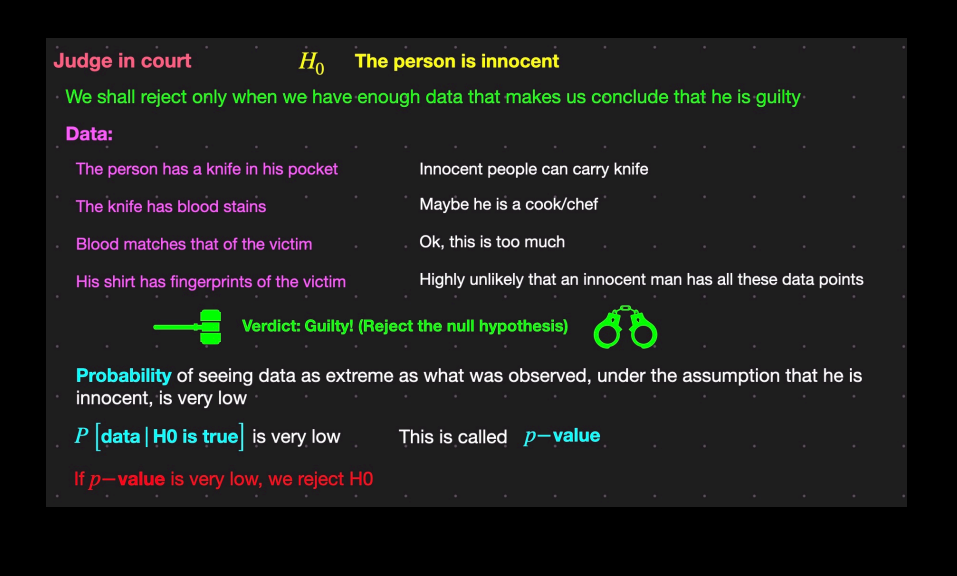 Judge in court H₀ The person is innocent
We shall reject only when we have enough data that makes us conclude that he is guilty
Data:
The person has a knife in his pocket Innocent people can carry knife
The knife has blood stains Maybe he is a cook/chef
Blood matches that of the victim Ok, this is too much
His shirt has fingerprints of the victim Highly unlikely that an innocent man has all these data points
Verdict: Guilty! (Reject the null hypothesis)
Probability of seeing data as extreme as what was observed, under the assumption that he is
innocent, is very low
P [data | H0 is true] is very low This is called p–value
If p–value is very low, we reject H0